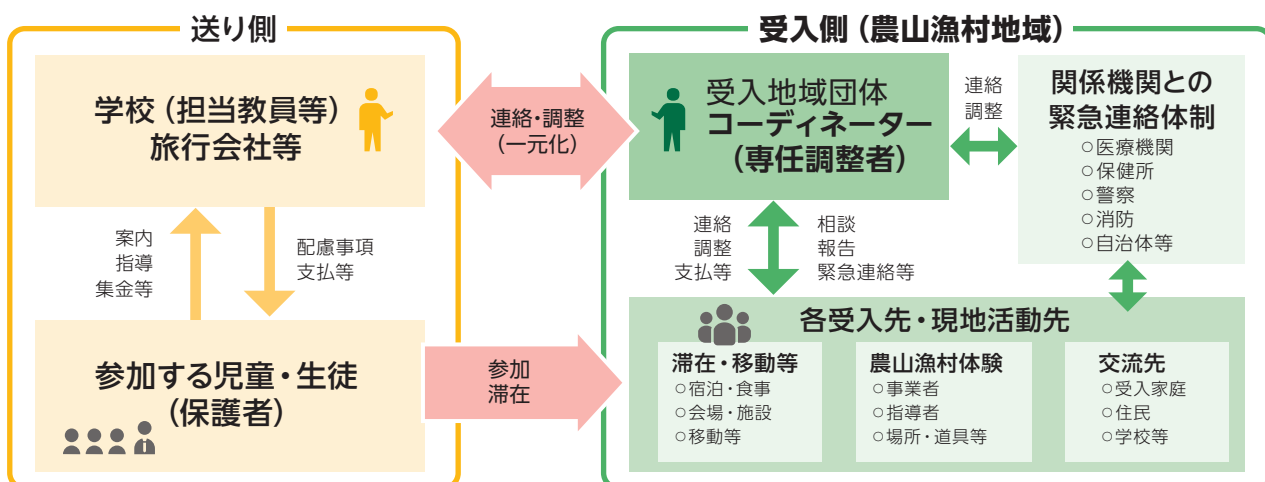 送り側
学校（担当教員等）
旅行会社等
案内
指導
集金等
配慮事項
支払等
参加する児童・生徒
（保護者）
連絡・調整
（一元化）
参加
滞在
受入側（農山漁村地域）
受入地域団体
コーディネーター
（専任調整者）
連絡
調整
関係機関との
緊急連絡体制
○医療機関
○保健所
○警察
○消防
○自治体等
連絡
調整
支払等
相談
報告
緊急連絡等
各受入先・現地活動先
滞在・移動等
○宿泊・食事
○会場・施設
○移動等
農山漁村体験
○事業者
○指導者
○場所・道具等
交流先
○受入家庭
○住民
○学校等